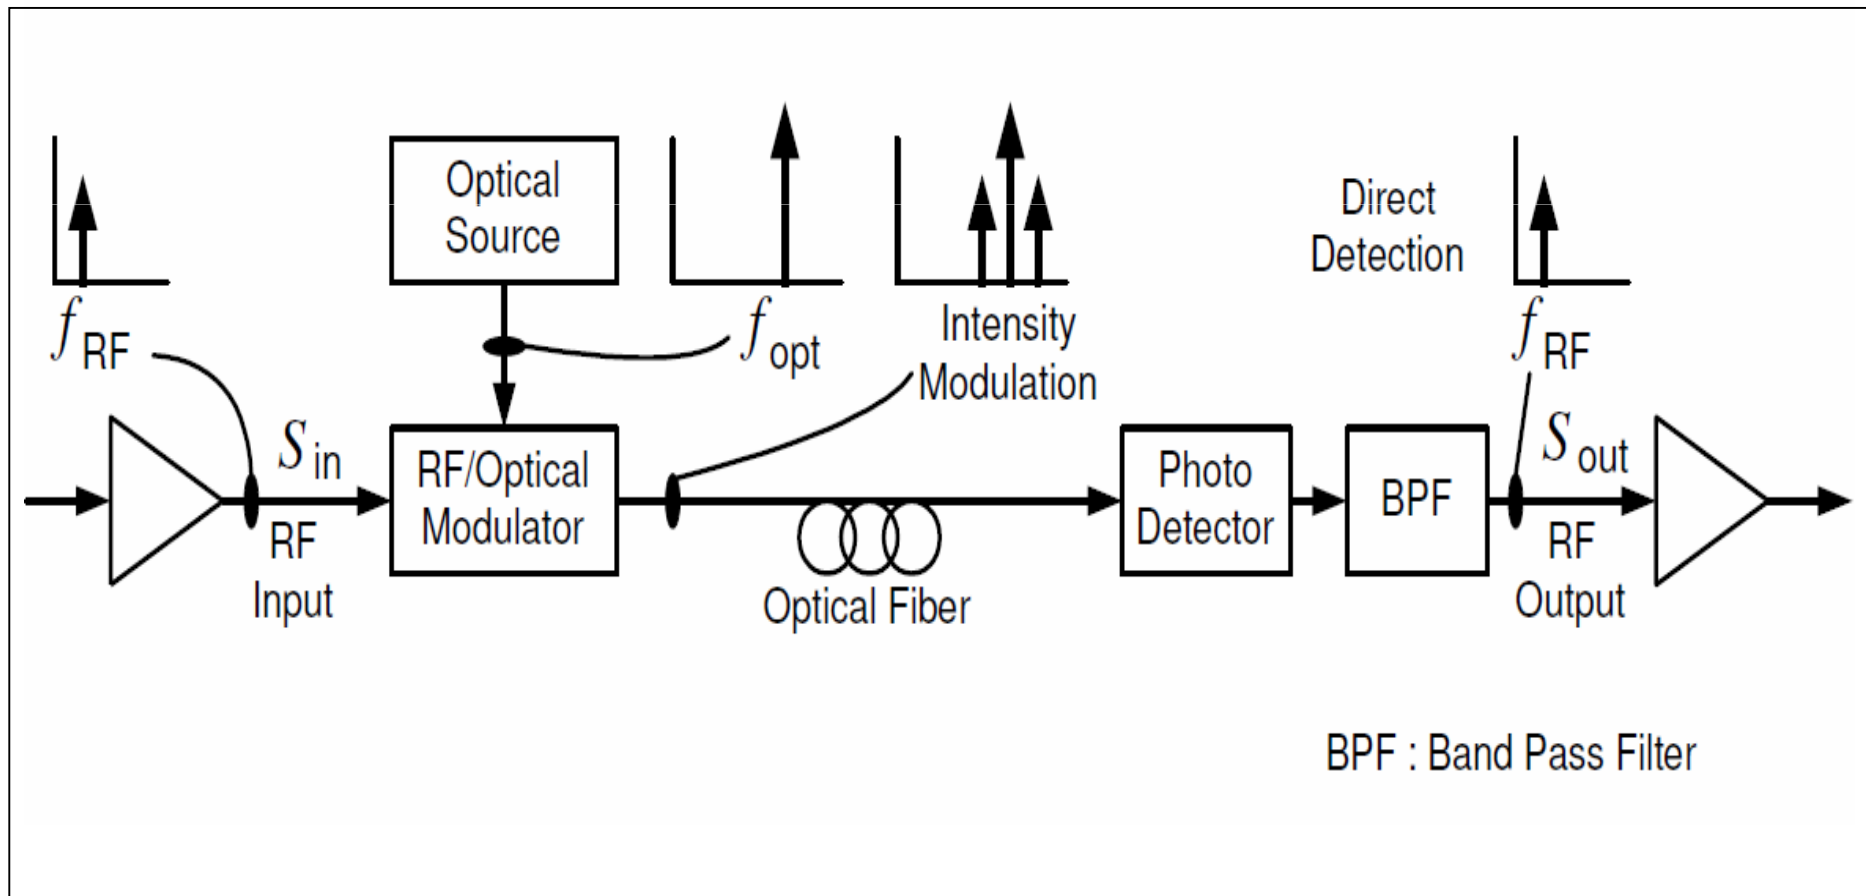 Optical
Source
Direct
Detection
f RF
f opt
Intensity
Modulation
f RF
S in
RF
Input
RF/Optical
Modulator
Optical Fiber
Photo
Detector
BPF
S out
RF
Output
BPF : Band Pass Filter